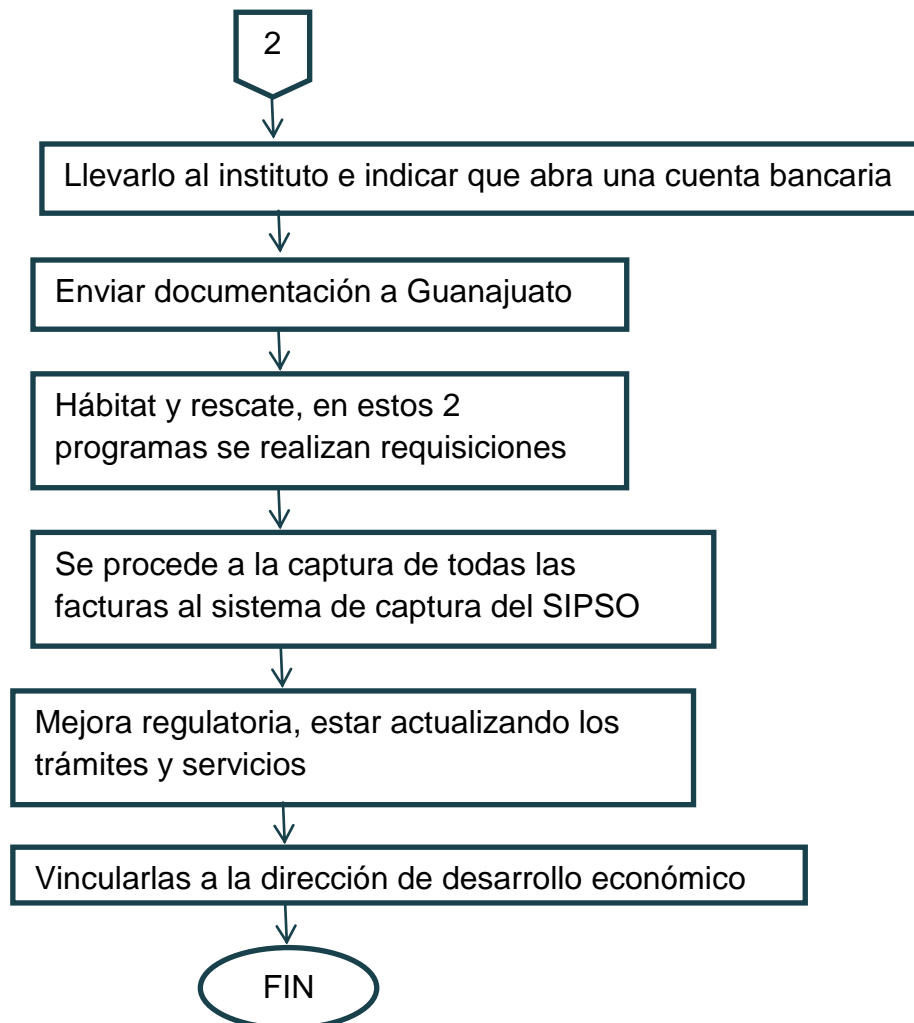 2
Llevarlo al instituto e indicar que abra una cuenta bancaria
Enviar documentación a Guanajuato
Hábitat y rescate, en estos 2
programas se realizan requisiciones
Se procede a la captura de todas las
facturas al sistema de captura del SIPSO
Mejora regulatoria, estar actualizando los
trámites y servicios
Vincularlas a la dirección de desarrollo económico
FIN